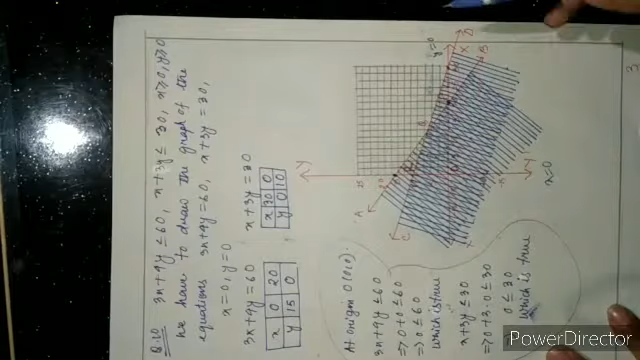 Q.10 3x+4y≤60, x+3y≤30, x≥0, y≥0
we have to draw the graph of the
equations 3x+4y=60, x+3y=30,
x=0, y=0
3x+4y=60
x 0 20
y 15 0
x+3y=30
x 30 0
y 0 10
At origin O(0,0).
3x+4y≤60
⇒0+0≤60
⇒0≤60
which is true
x+3y≤30
⇒0+3.0≤30
0≤30
which is true
Y
A
C
B
D
X
y=0
x=0
3
PowerDirector